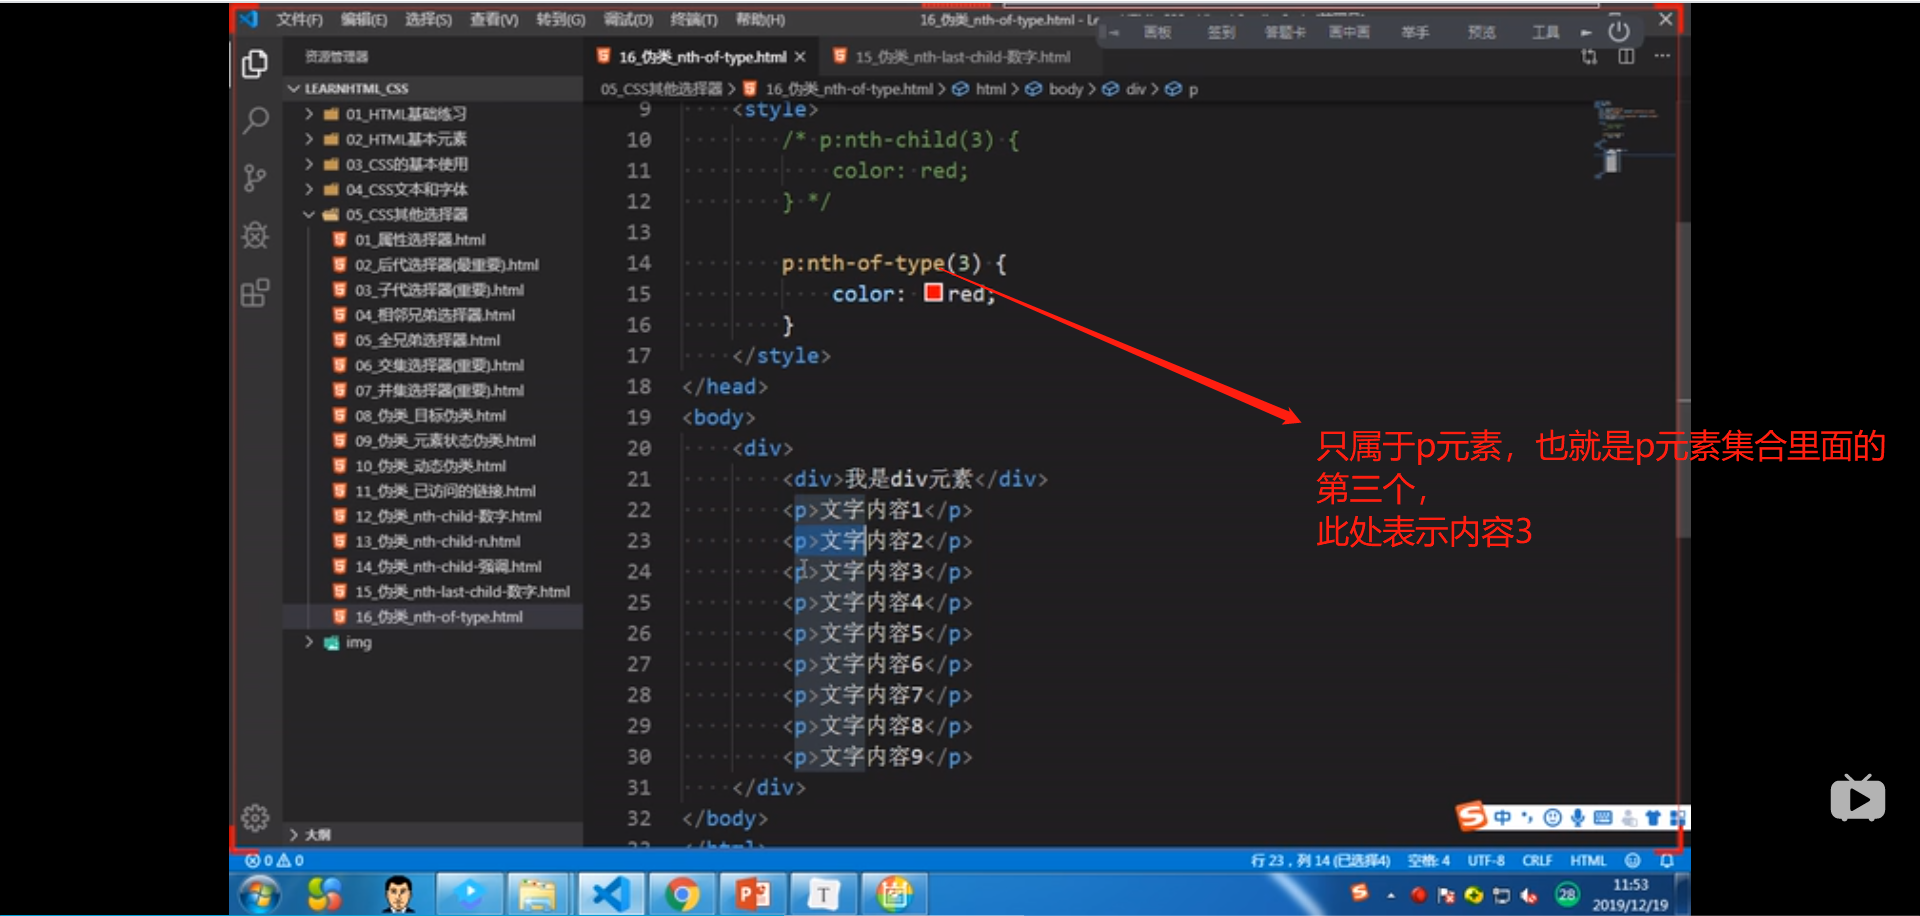 文件(F) 编辑(E) 选择(S) 查看(V) 转到(G) 调试(D) 终端(T) 帮助(H) 16_伪类_nth-of-type.html - Le
画板 签到 答题卡 画中画 举手 预览 工具
资源管理器
16_伪类_nth-of-type.html 15_伪类_nth-last-child-数字.html
LEARNHTML_CSS
05_CSS其他选择器 > 16_伪类_nth-of-type.html > html > body > div > p
01_HTML基础练习
02_HTML基本元素
03_CSS的基本使用
04_CSS文本和字体
05_CSS其他选择器
01_属性选择器.html
02_后代选择器(最重要).html
03_子代选择器(重要).html
04_相邻兄弟选择器.html
05_全兄弟选择器.html
06_交集选择器(重要).html
07_并集选择器(重要).html
08_伪类_目标伪类.html
09_伪类_元素状态伪类.html
10_伪类_动态伪类.html
11_伪类_已访问的链接.html
12_伪类_nth-child-数字.html
13_伪类_nth-child-n.html
14_伪类_nth-child-强调.html
15_伪类_nth-last-child-数字.html
16_伪类_nth-of-type.html
img
大纲
9 <style>
10 /* p:nth-child(3) {
11 color: red;
12 } */
13
14 p:nth-of-type(3) {
15 color: red;
16 }
17 </style>
18 </head>
19 <body>
20 <div>
21 <div>我是div元素</div>
22 <p>文字内容1</p>
23 <p>文字内容2</p>
24 <p>文字内容3</p>
25 <p>文字内容4</p>
26 <p>文字内容5</p>
27 <p>文字内容6</p>
28 <p>文字内容7</p>
29 <p>文字内容8</p>
30 <p>文字内容9</p>
31 </div>
32 </body>
只属于p元素，也就是p元素集合里面的
第三个，
此处表示内容3
中
0 0 行 23，列 14 (已选择4) 空格: 4 UTF-8 CRLF HTML
T
28
11:53
2019/12/19